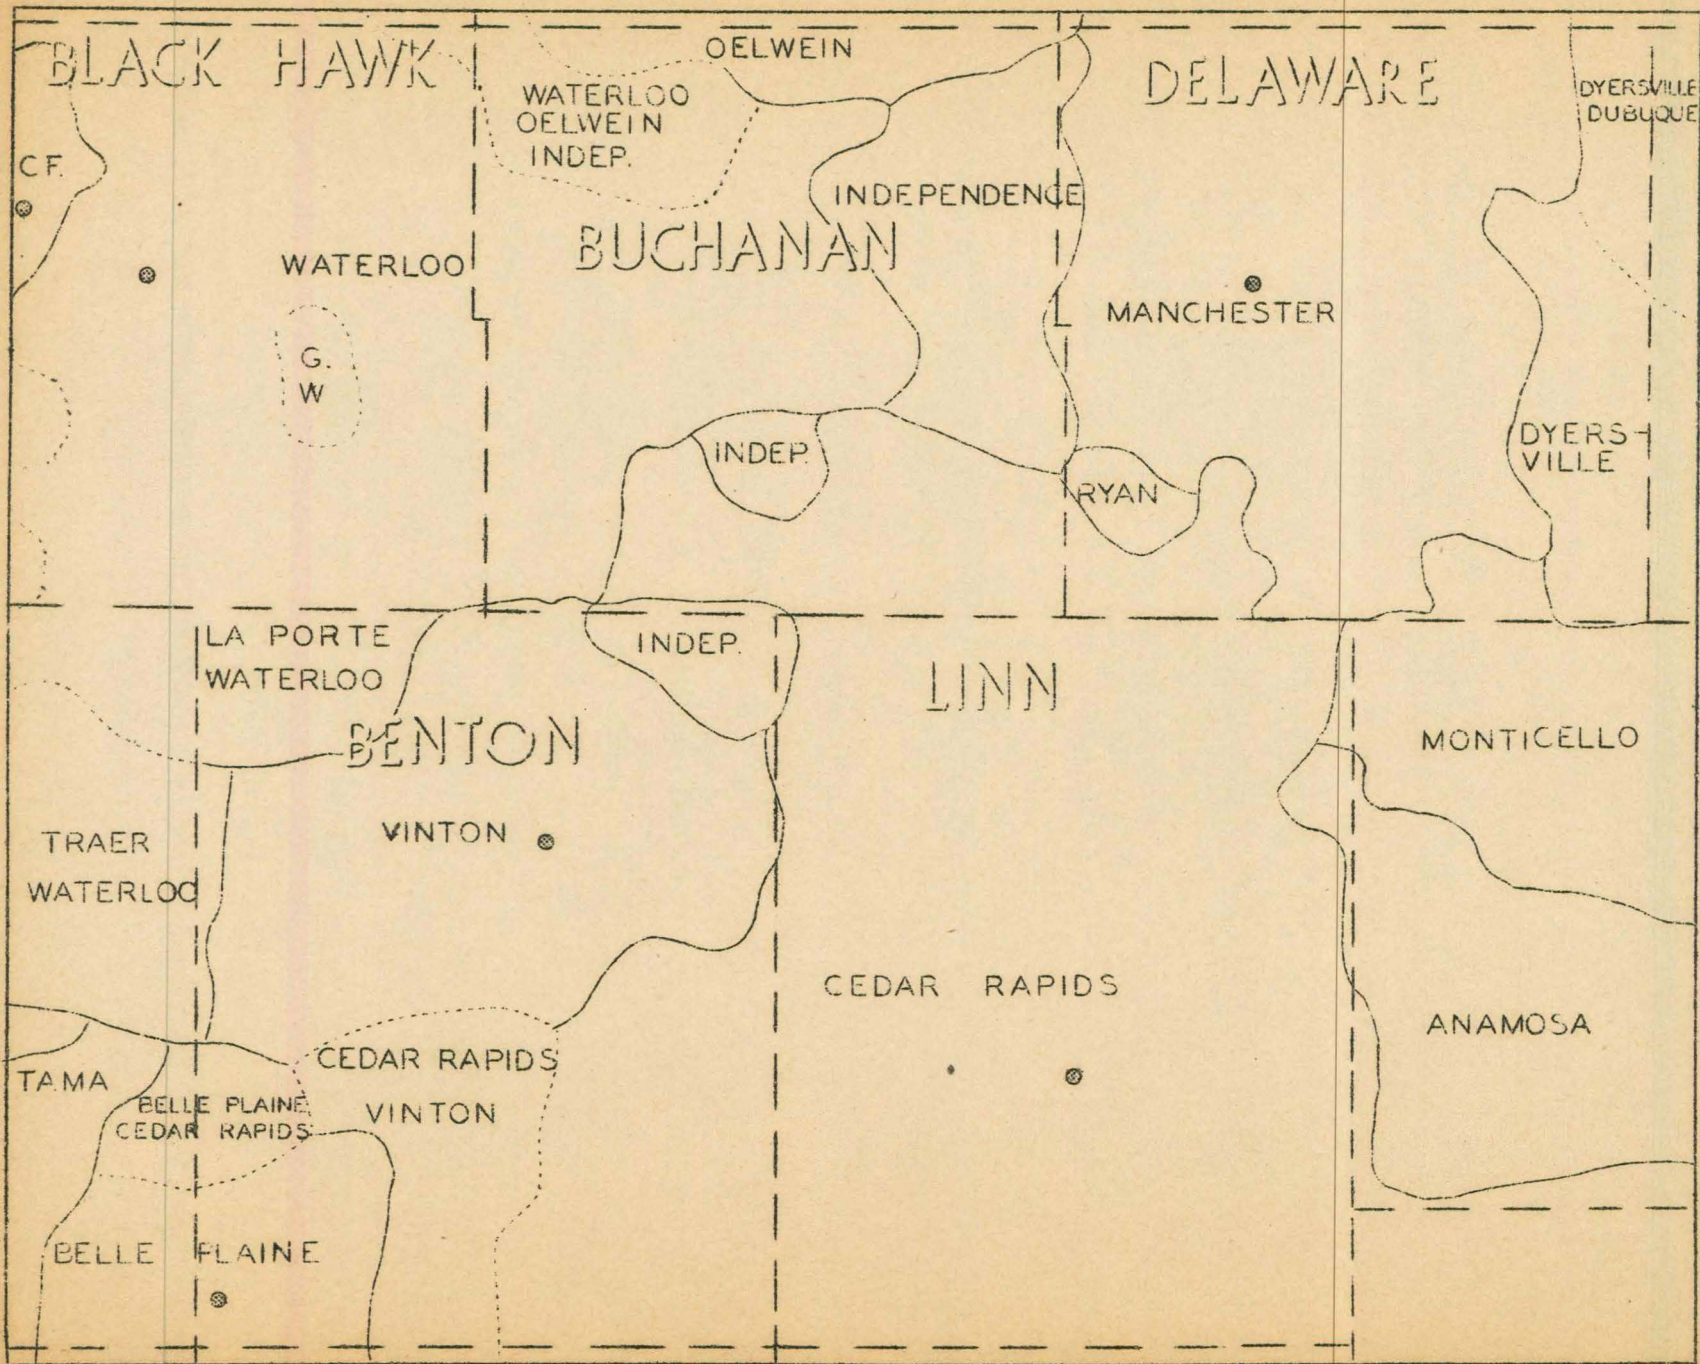 BLACK HAWK
OELWEIN
DELAWARE
WATERLOO
OELWEIN
INDEP.
DYERSVILLE
DUBUQUE
C.F.
INDEPENDENCE
BUCHANAN
WATERLOO
MANCHESTER
G.
W
INDEP.
DYERS-
VILLE
RYAN
LA PORTE
WATERLOO
INDEP.
LINN
BENTON
MONTICELLO
VINTON
TRAER
WATERLOO
CEDAR RAPIDS
ANAMOSA
CEDAR RAPIDS
VINTON
TAMA
BELLE PLAINE
CEDAR RAPIDS
BELLE PLAINE